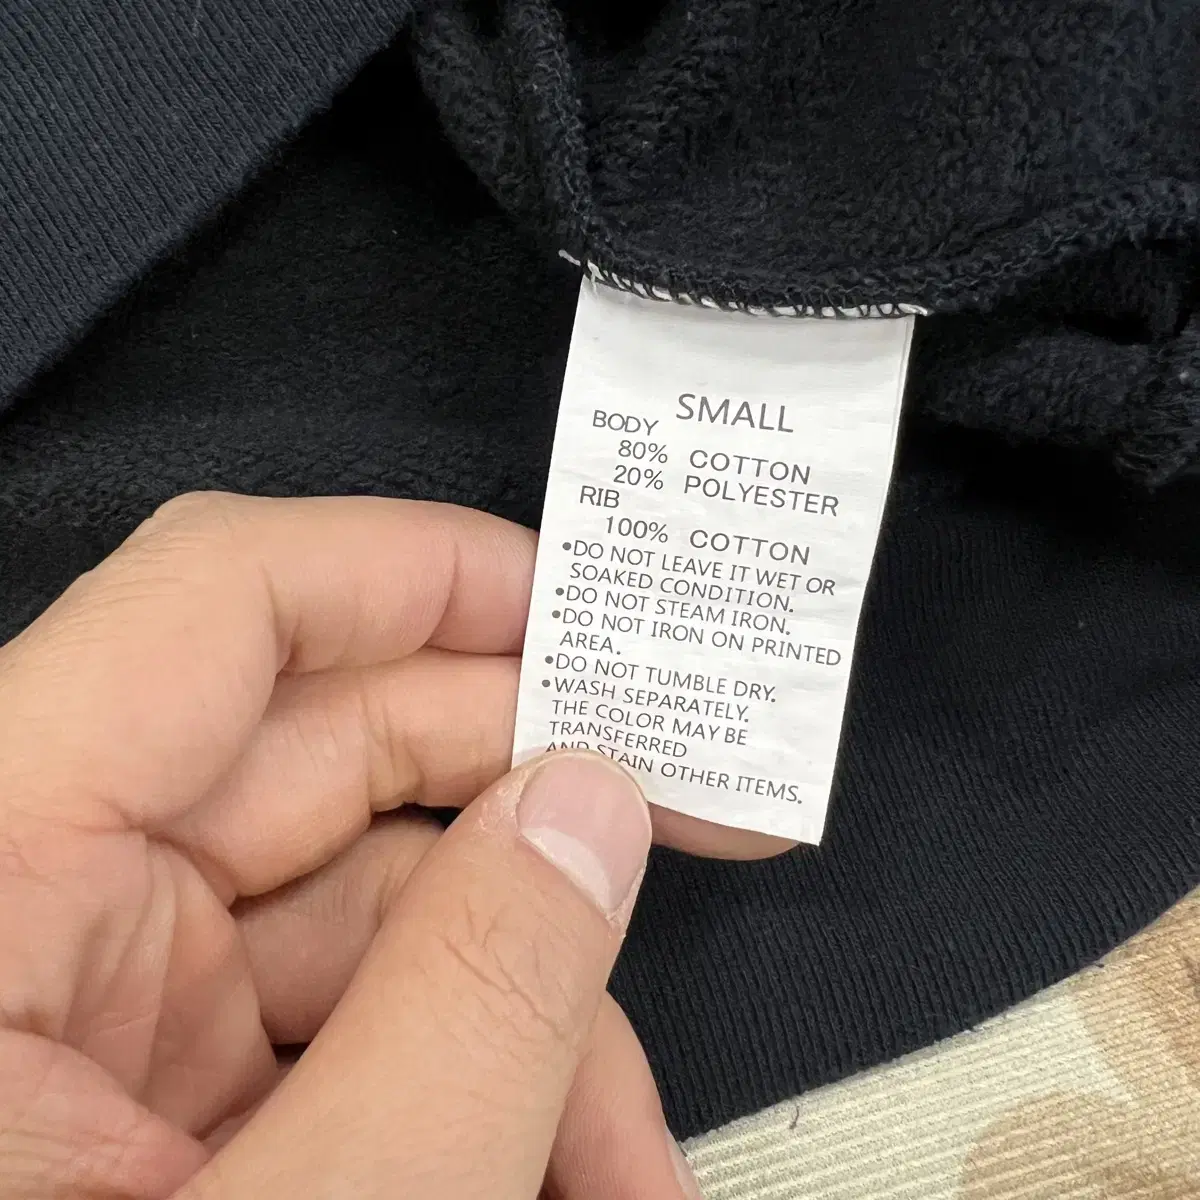 SMALL
BODY
80% COTTON
20% POLYESTER
RIB
100% COTTON
•DO NOT LEAVE IT WET OR
SOAKED CONDITION.
•DO NOT STEAM IRON.
•DO NOT IRON ON PRINTED
AREA.
•DO NOT TUMBLE DRY.
•WASH SEPARATELY.
THE COLOR MAY BE
TRANSFERRED
AND STAIN OTHER ITEMS.